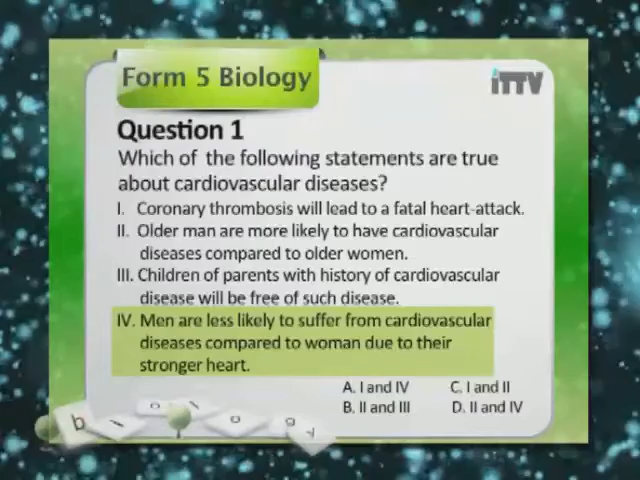 Form 5 Biology
iTTV
Question 1
Which of the following statements are true
about cardiovascular diseases?
I. Coronary thrombosis will lead to a fatal heart-attack.
II. Older man are more likely to have cardiovascular
diseases compared to older women.
III. Children of parents with history of cardiovascular
disease will be free of such disease.
IV. Men are less likely to suffer from cardiovascular
diseases compared to woman due to their
stronger heart.
A. I and IV C. I and II
B. II and III D. II and IV
b i o l o g y